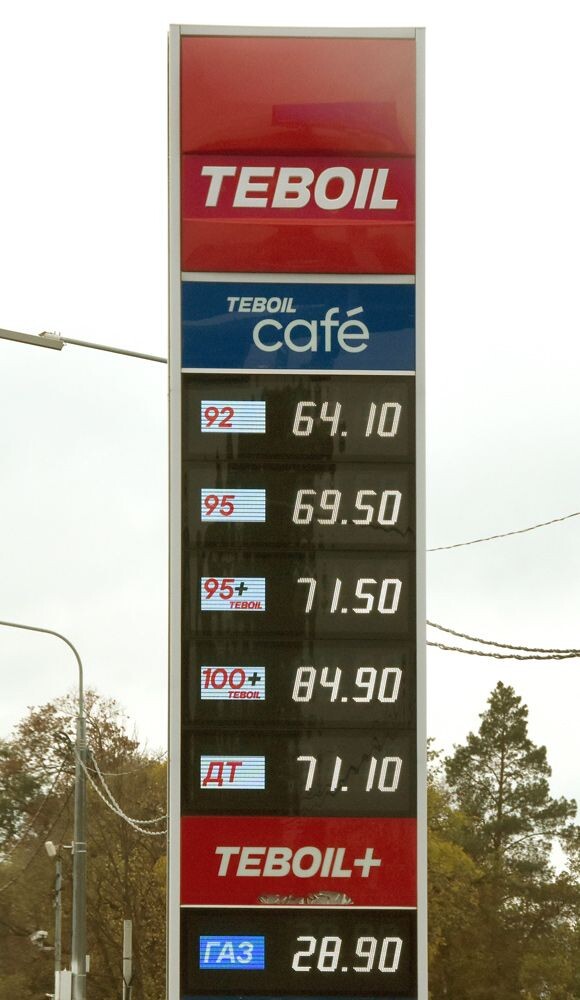 TEBOIL
TEBOIL
café
92 64.10
95 69.50
95+ TEBOIL 71.50
100+ TEBOIL 84.90
ДТ 71.10
TEBOIL+
ГАЗ 28.90